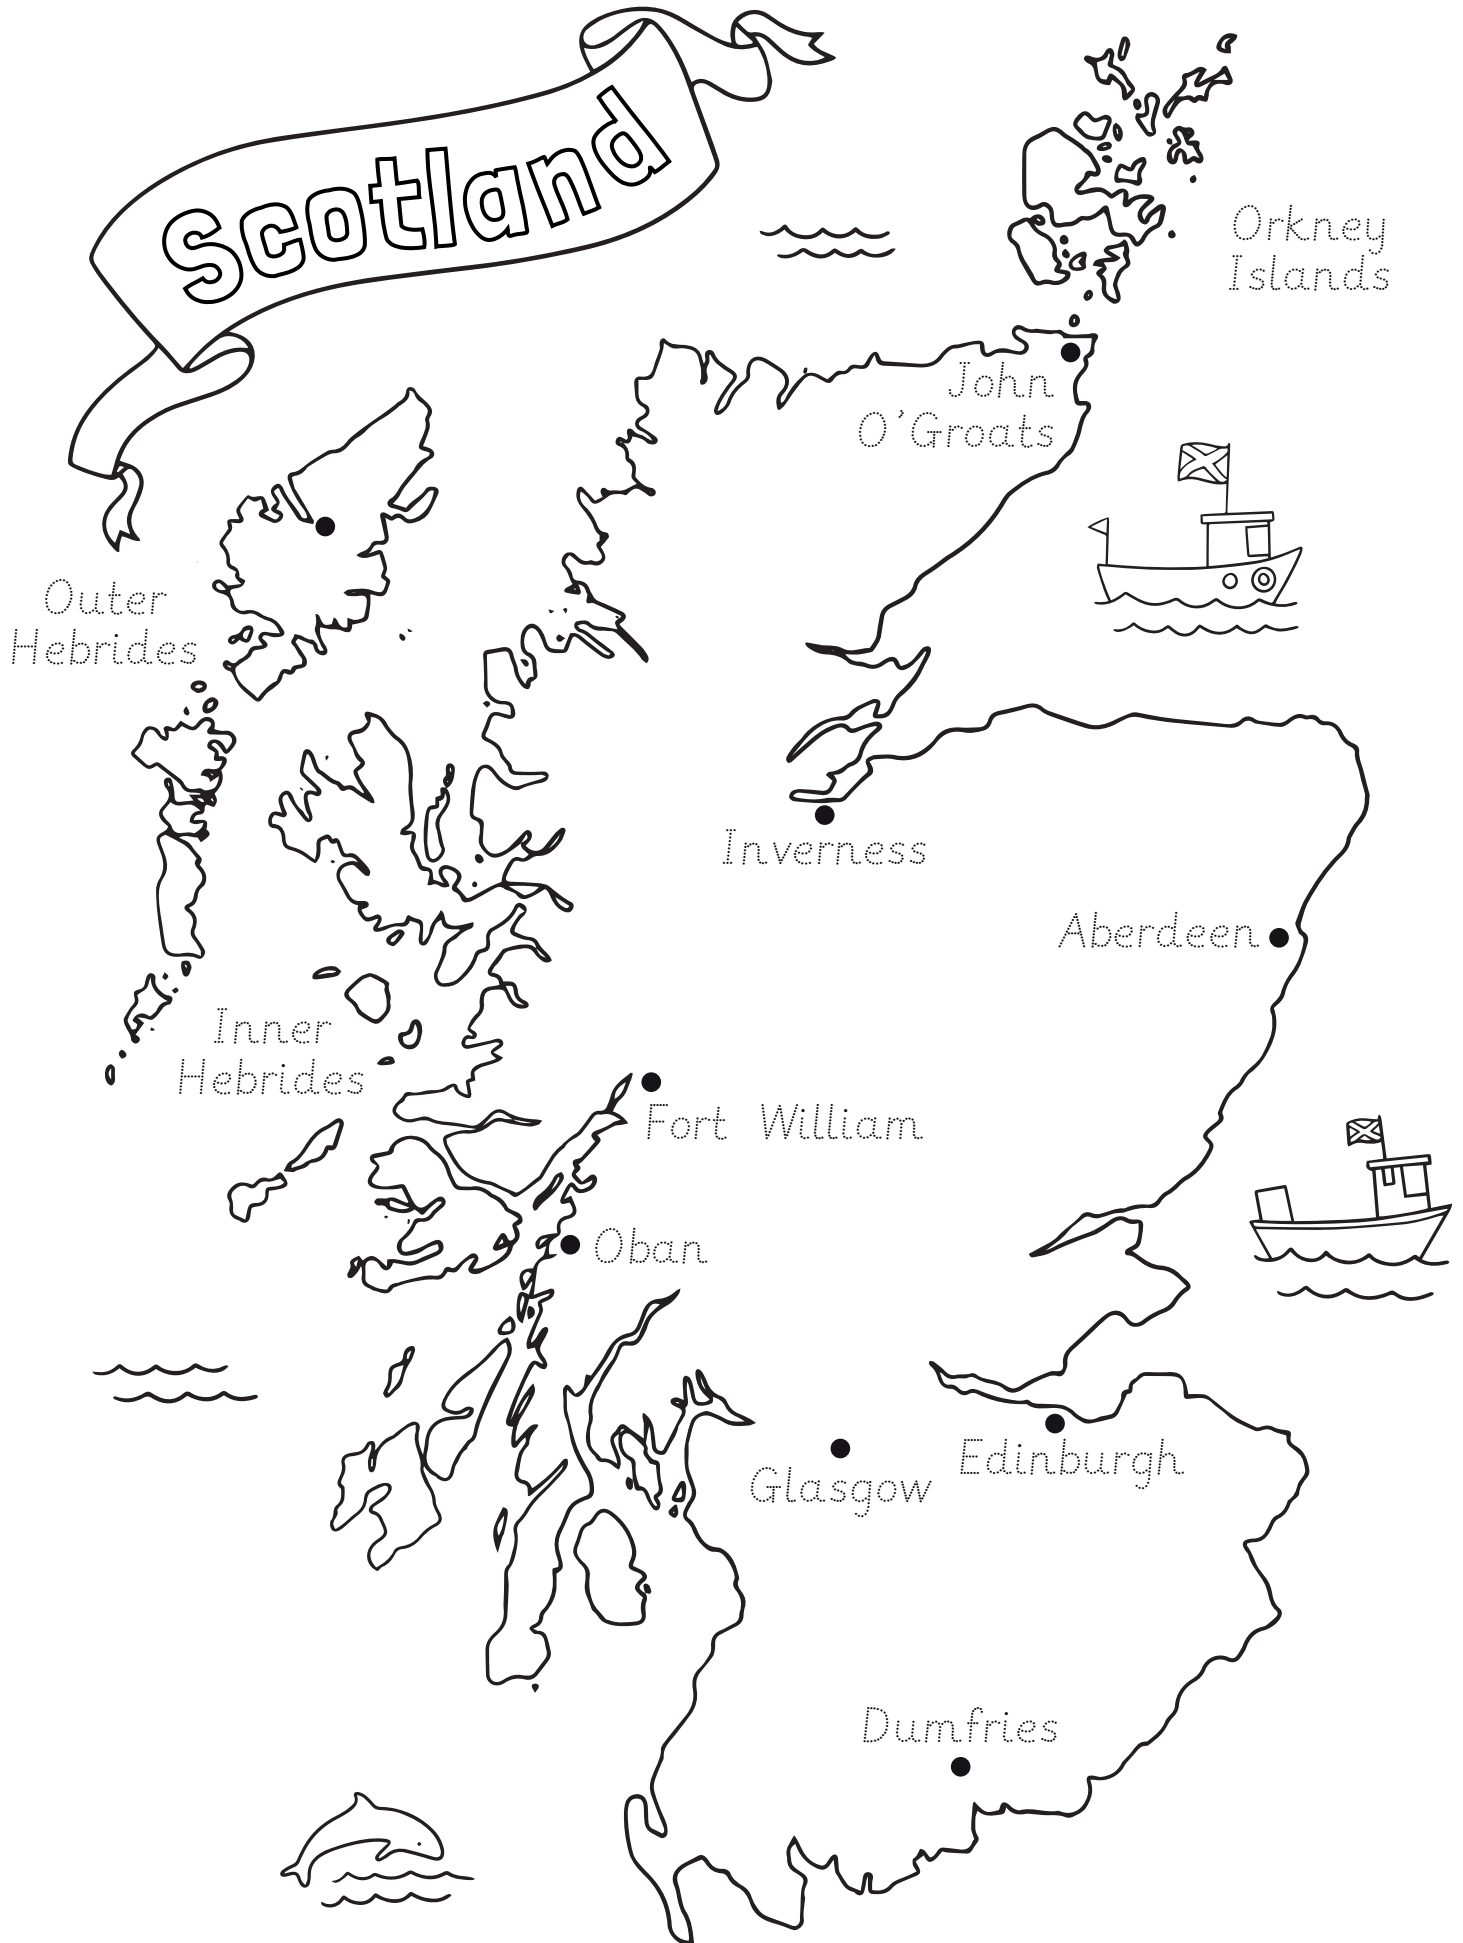 Scotland
Orkney
Islands
John
O'Groats
Outer
Hebrides
Inverness
Aberdeen
Inner
Hebrides
Fort William
Oban
Edinburgh
Glasgow
Dumfries